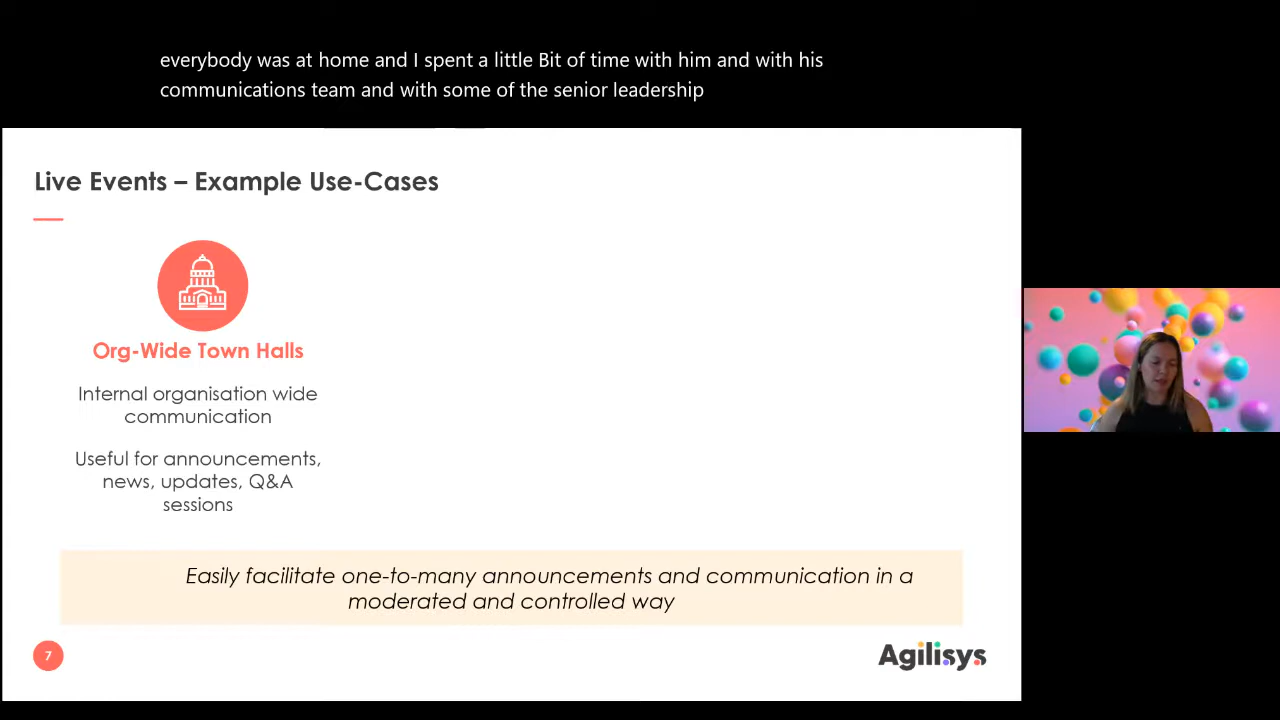 everybody was at home and I spent a little Bit of time with him and with his
communications team and with some of the senior leadership
Live Events – Example Use-Cases
Org-Wide Town Halls
Internal organisation wide
communication
Useful for announcements,
news, updates, Q&A
sessions
Easily facilitate one-to-many announcements and communication in a
moderated and controlled way
7
Agilisys